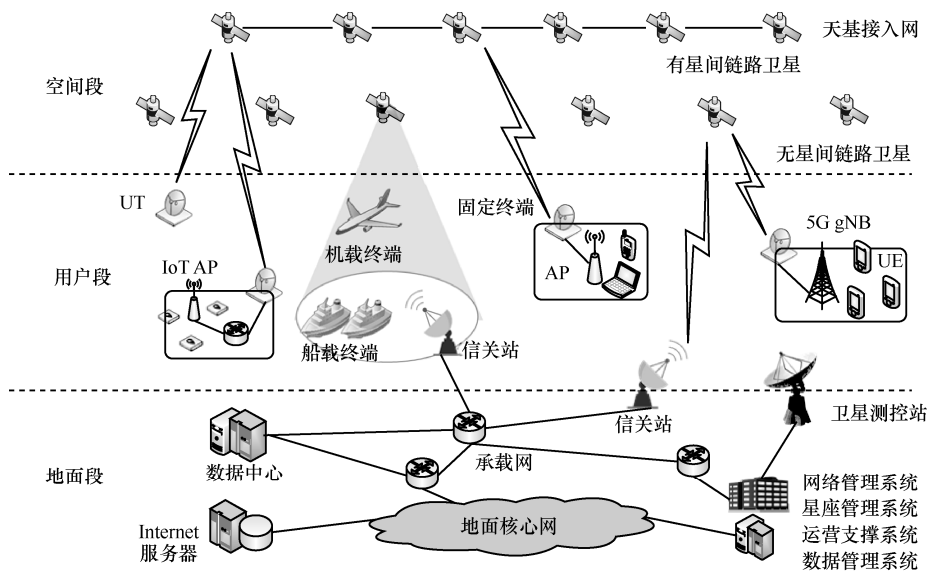 天基接入网
有星间链路卫星
空间段
无星间链路卫星
UT
固定终端
5G gNB
机载终端
UE
IoT AP
AP
用户段
船载终端
信关站
信关站
卫星测控站
数据中心
承载网
地面段
网络管理系统
星座管理系统
Internet
服务器
地面核心网
运营支撑系统
数据管理系统